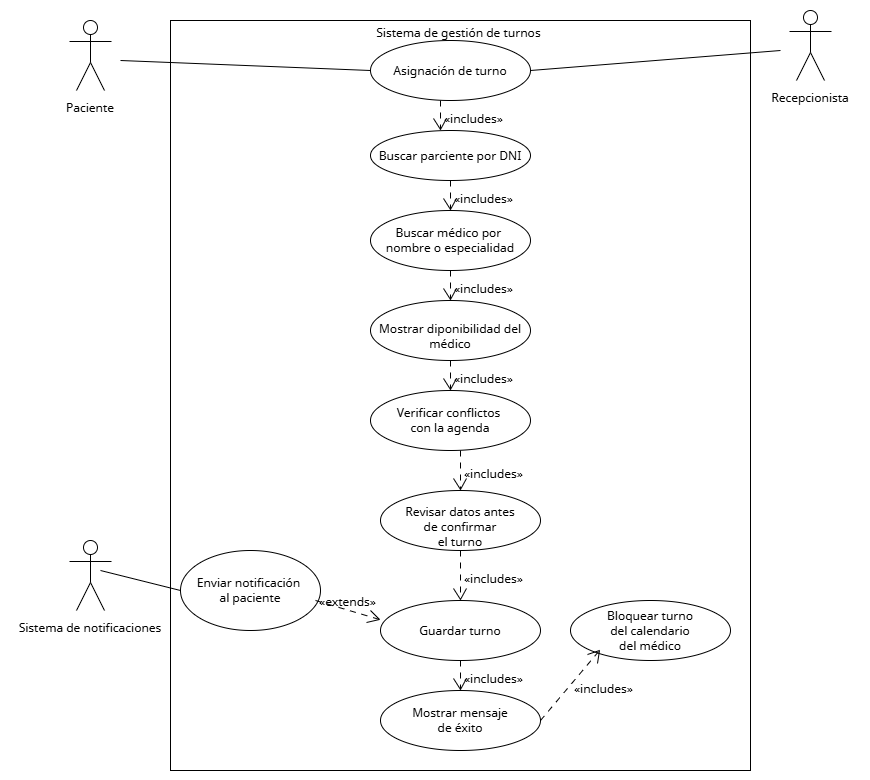 Sistema de gestión de turnos
Paciente
Asignación de turno
Recepcionista
«includes»
Buscar parciente por DNI
«includes»
Buscar médico por
nombre o especialidad
«includes»
Mostrar diponibilidad del
médico
«includes»
Verificar conflictos
con la agenda
«includes»
Revisar datos antes
de confirmar
el turno
Sistema de notificaciones
Enviar notificación
al paciente
«extends»
«includes»
Guardar turno
Bloquear turno
del calendario
del médico
«includes»
Mostrar mensaje
de éxito
«includes»